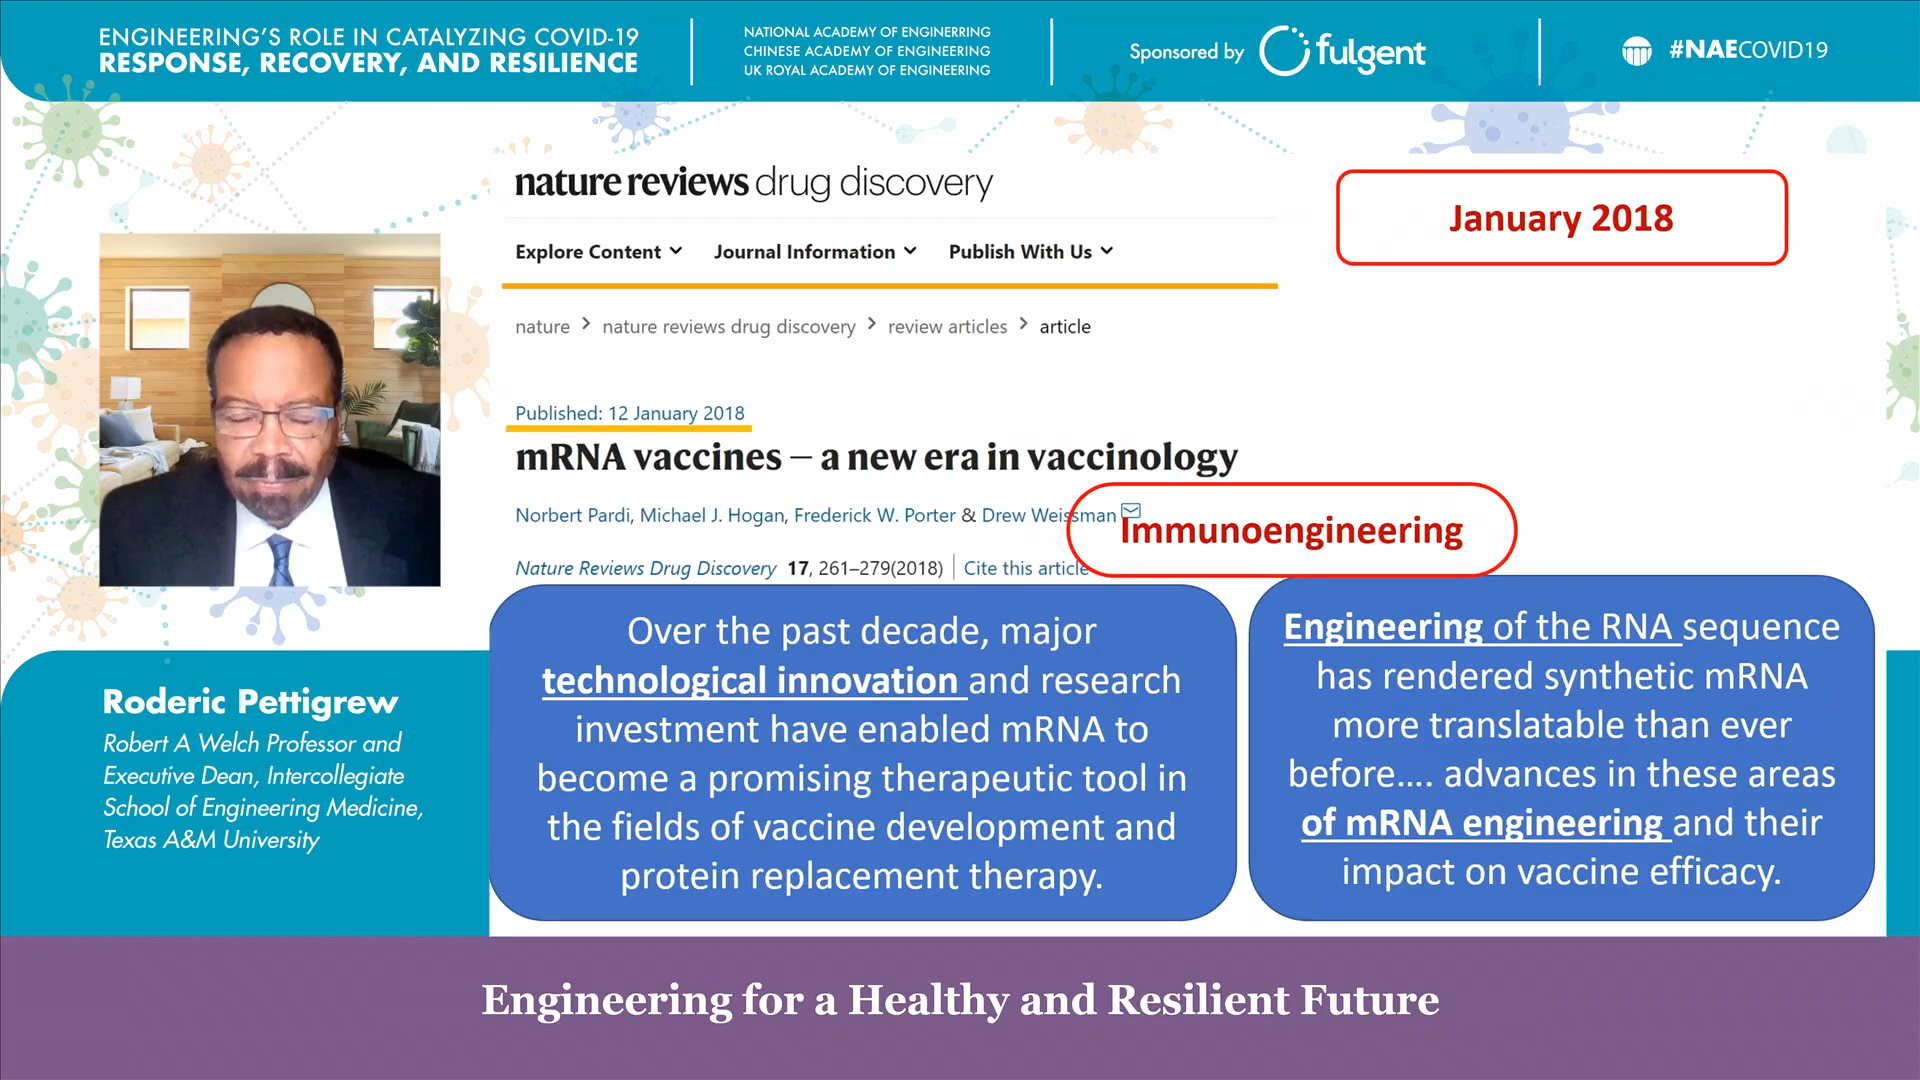 ENGINEERING'S ROLE IN CATALYZING COVID-19
RESPONSE, RECOVERY, AND RESILIENCE
NATIONAL ACADEMY OF ENGINERRING
CHINESE ACADEMY OF ENGINEERING
UK ROYAL ACADEMY OF ENGINEERING
Sponsored by fulgent
#NAECOVID19
nature reviews drug discovery
January 2018
Explore Content Journal Information Publish With Us
nature > nature reviews drug discovery > review articles > article
Published: 12 January 2018
mRNA vaccines — a new era in vaccinology
Norbert Pardi, Michael J. Hogan, Frederick W. Porter & Drew Weissman
Immunoengineering
Nature Reviews Drug Discovery 17, 261–279(2018) | Cite this article
Over the past decade, major
technological innovation and research
investment have enabled mRNA to
become a promising therapeutic tool in
the fields of vaccine development and
protein replacement therapy.
Engineering of the RNA sequence
has rendered synthetic mRNA
more translatable than ever
before.... advances in these areas
of mRNA engineering and their
impact on vaccine efficacy.
Roderic Pettigrew
Robert A Welch Professor and
Executive Dean, Intercollegiate
School of Engineering Medicine,
Texas A&M University
Engineering for a Healthy and Resilient Future